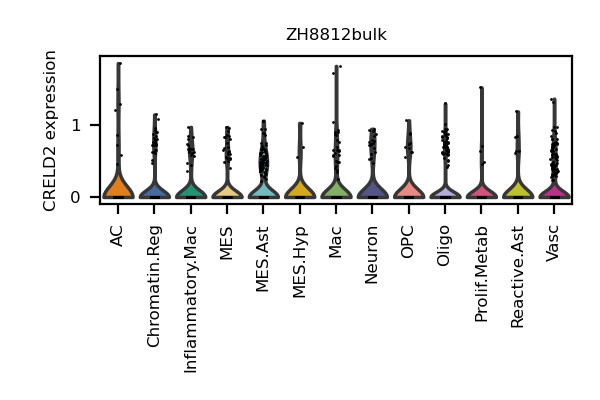 ZH8812bulk
CRELD2 expression
1
0
AC
Chromatin.Reg
Inflammatory.Mac
MES
MES.Ast
MES.Hyp
Mac
Neuron
OPC
Oligo
Prolif.Metab
Reactive.Ast
Vasc